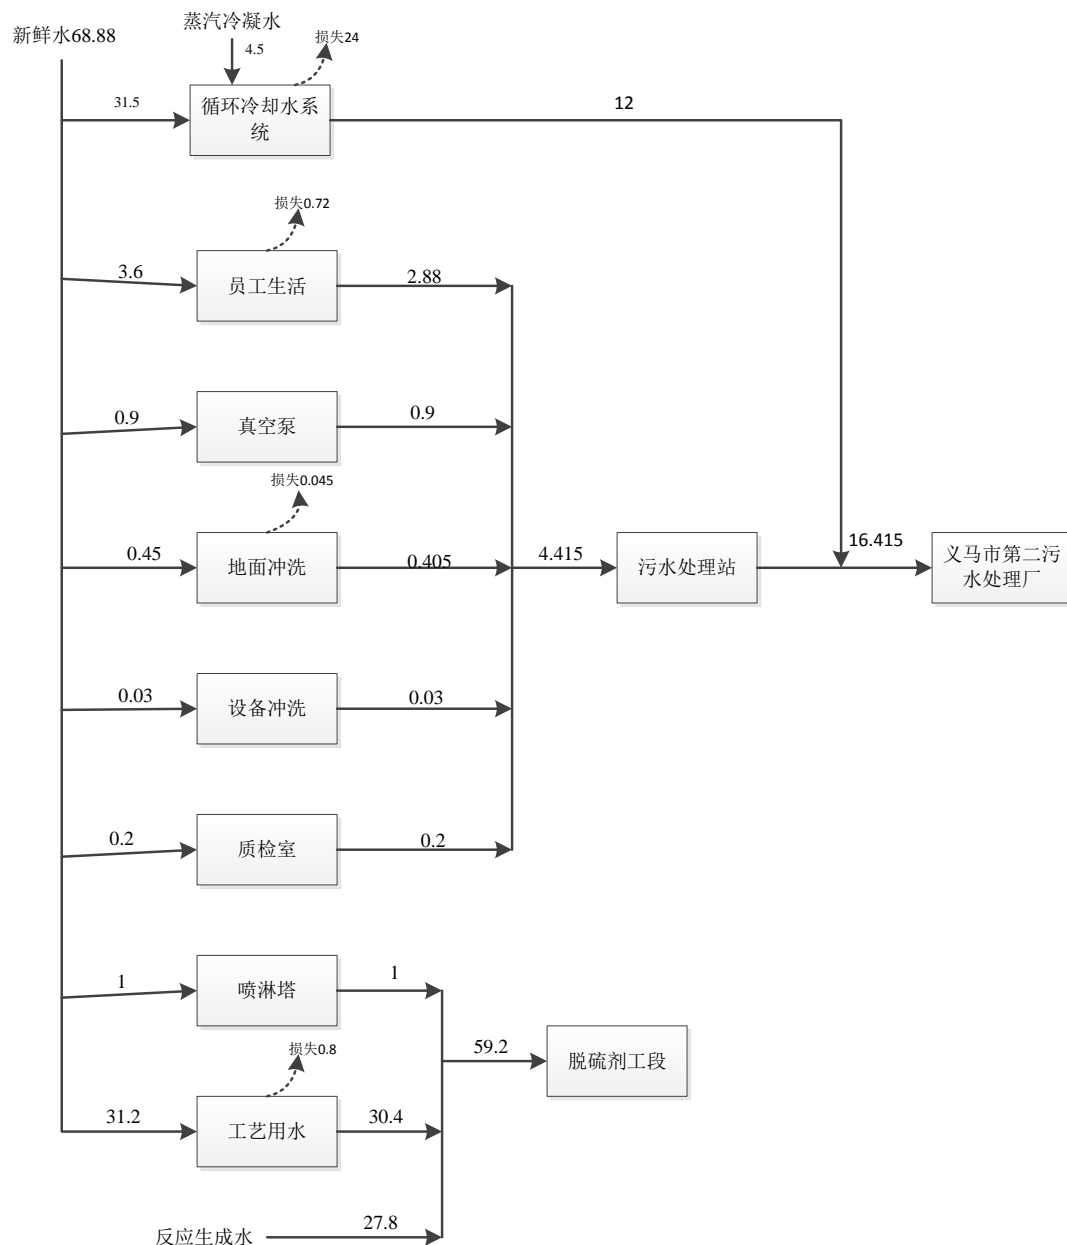 蒸汽冷凝水
新鲜水68.88
4.5
损失24
31.5
循环冷却水系
统
12
损失0.72
3.6
员工生活
2.88
0.9
真空泵
0.9
损失0.045
0.45
地面冲洗
0.405
4.415
污水处理站
16.415
义马市第二污
水处理厂
0.03
设备冲洗
0.03
0.2
质检室
0.2
1
喷淋塔
1
损失0.8
59.2
脱硫剂工段
31.2
工艺用水
30.4
反应生成水
27.8